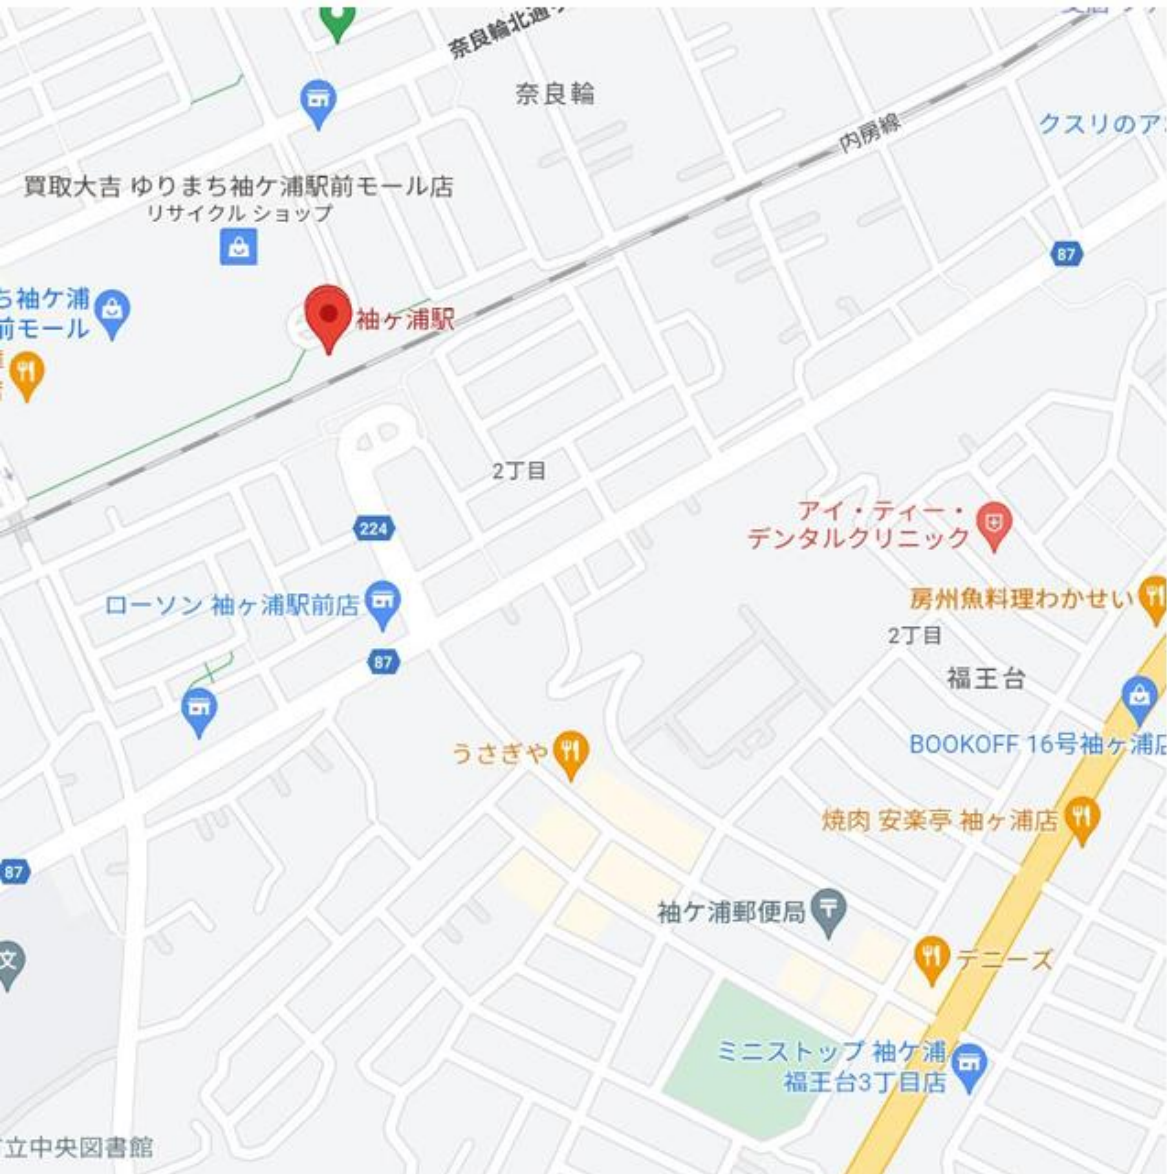 奈良輪北通り
奈良輪
内房線
クスリのア
買取大吉 ゆりまち袖ケ浦駅前モール店
リサイクル ショップ
87
ち袖ケ浦
前モール
袖ヶ浦駅
2丁目
224
アイ・ティー・
デンタルクリニック
ローソン 袖ヶ浦駅前店
房州魚料理わかせい
2丁目
87
福王台
うさぎや
BOOKOFF 16号袖ヶ浦店
焼肉 安楽亭 袖ヶ浦店
87
袖ケ浦郵便局
文
デニーズ
ミニストップ 袖ケ浦
福王台3丁目店
立中央図書館